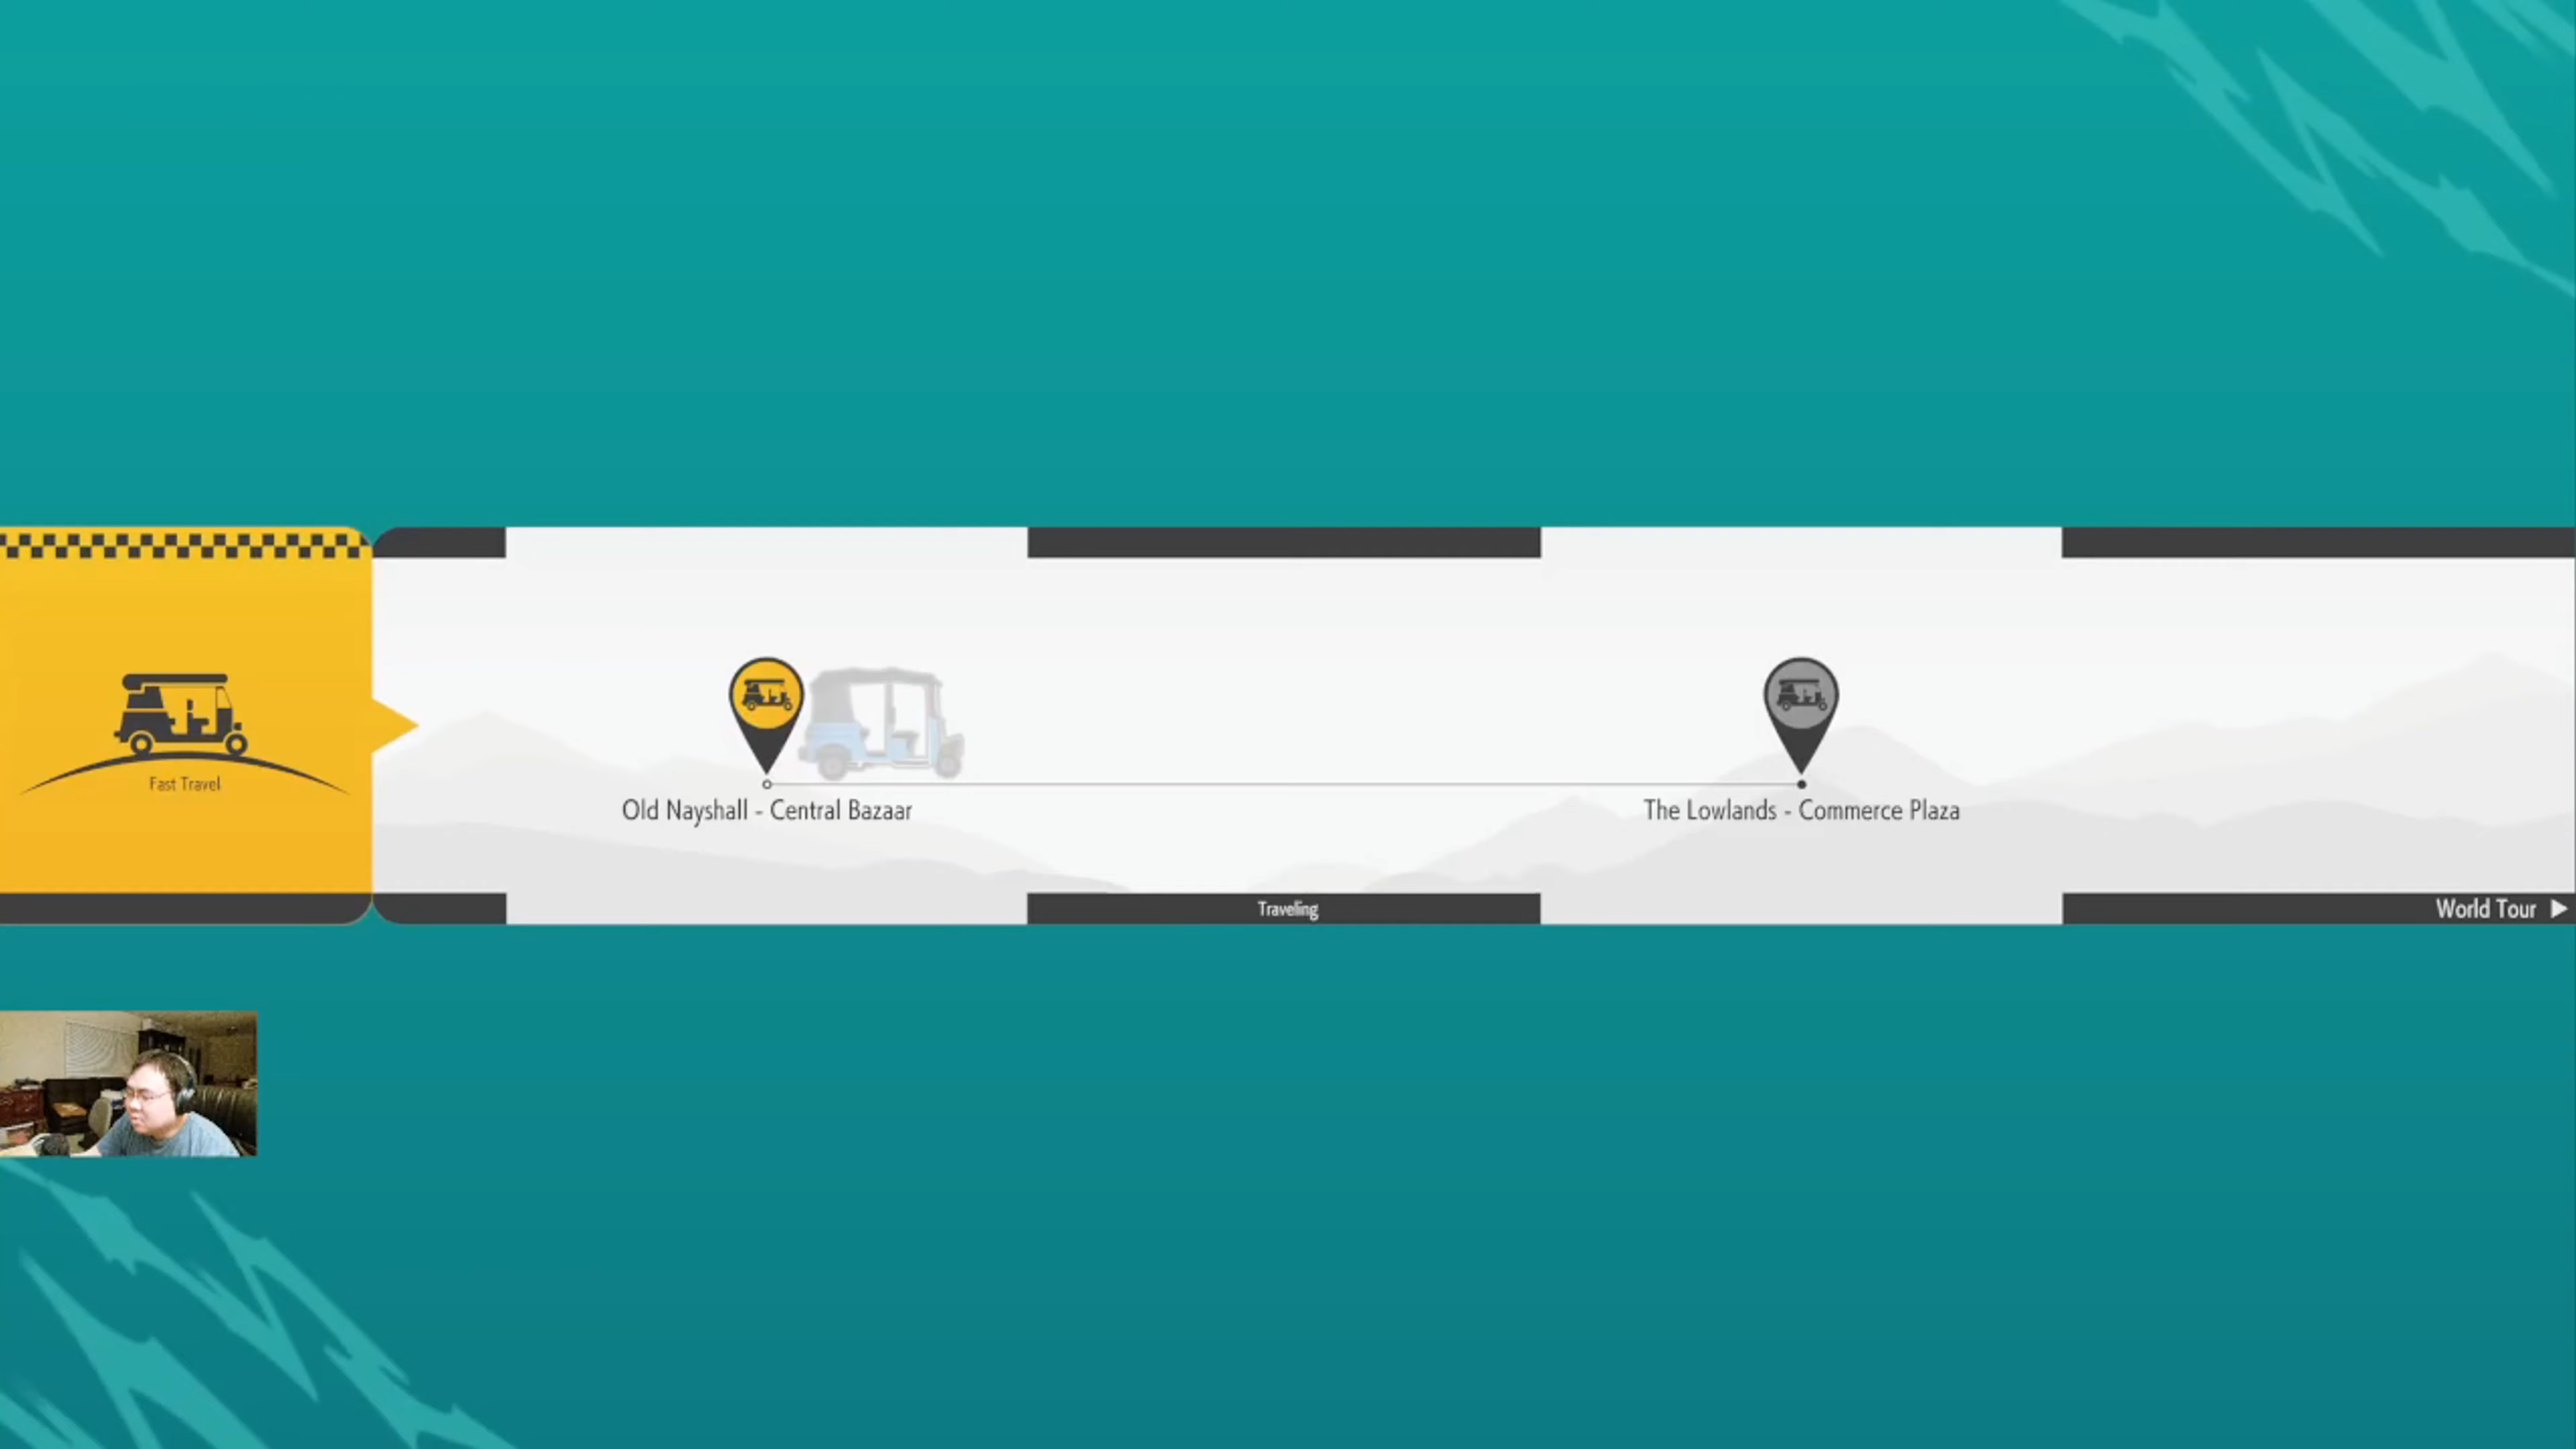 Fast Travel
Old Nayshall - Central Bazaar
The Lowlands - Commerce Plaza
Traveling
World Tour